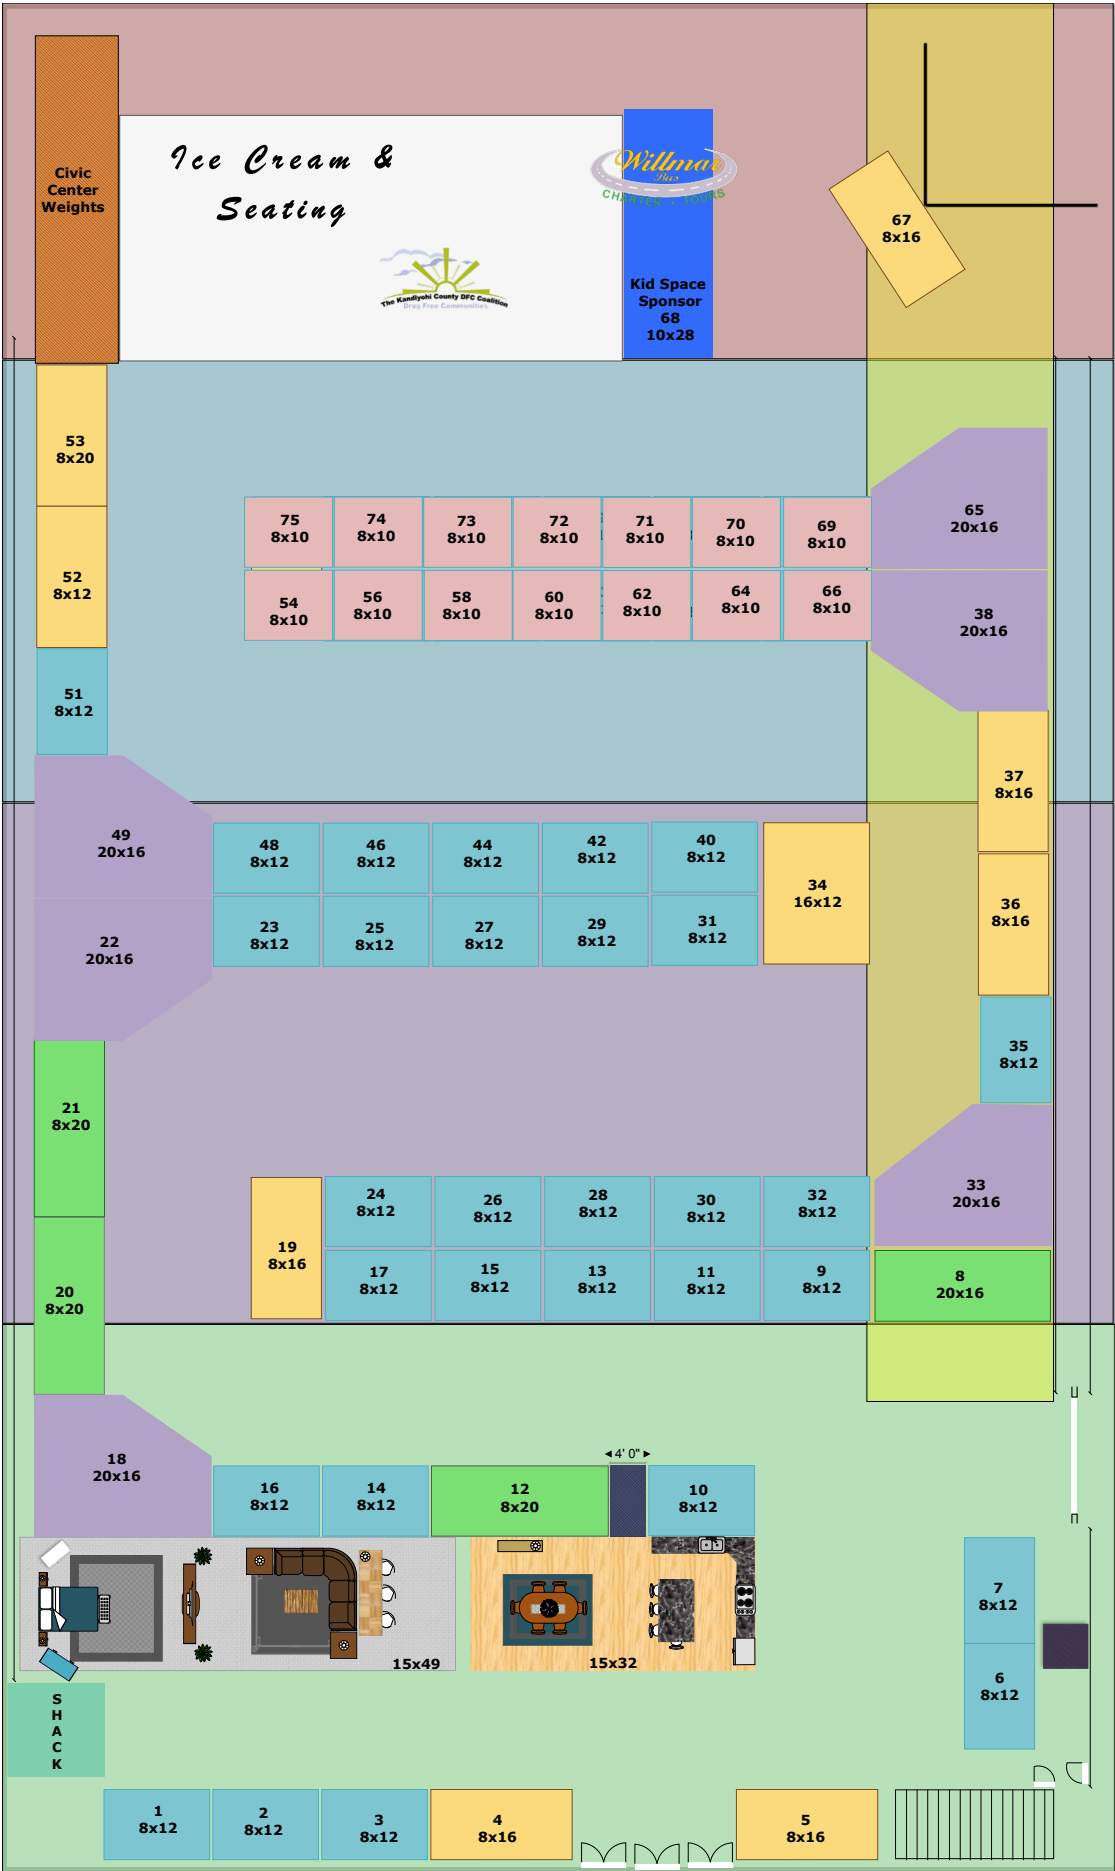 Ice Cream &
Seating
Civic
Center
Weights
Willmar
Bus
CHARTER • TOURS
67
8x16
The Kandiyohi County DFC Coalition
Drug Free Communities
Kid Space
Sponsor
68
10x28
53
8x20
75
8x10
74
8x10
73
8x10
72
8x10
71
8x10
70
8x10
69
8x10
65
20x16
52
8x12
54
8x10
56
8x10
58
8x10
60
8x10
62
8x10
64
8x10
66
8x10
38
20x16
51
8x12
37
8x16
49
20x16
48
8x12
46
8x12
44
8x12
42
8x12
40
8x12
34
16x12
36
8x16
22
20x16
23
8x12
25
8x12
27
8x12
29
8x12
31
8x12
35
8x12
21
8x20
33
20x16
24
8x12
26
8x12
28
8x12
30
8x12
32
8x12
19
8x16
20
8x20
17
8x12
15
8x12
13
8x12
11
8x12
9
8x12
8
20x16
18
20x16
4' 0"
16
8x12
14
8x12
12
8x20
10
8x12
7
8x12
15x49
15x32
6
8x12
S
H
A
C
K
1
8x12
2
8x12
3
8x12
4
8x16
5
8x16